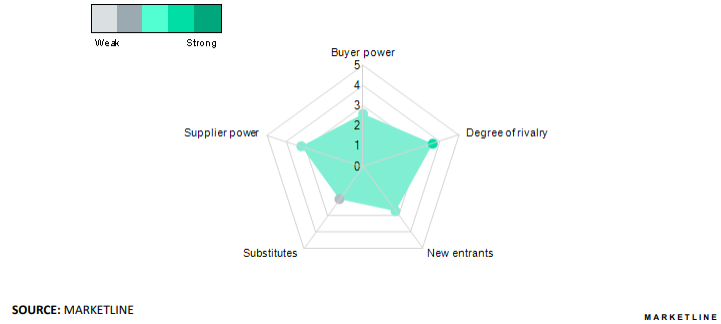 Weak Strong
Buyer power
5
4
3
Supplier power Degree of rivalry
2
1
0
Substitutes New entrants
SOURCE: MARKETLINE
MARKETLINE